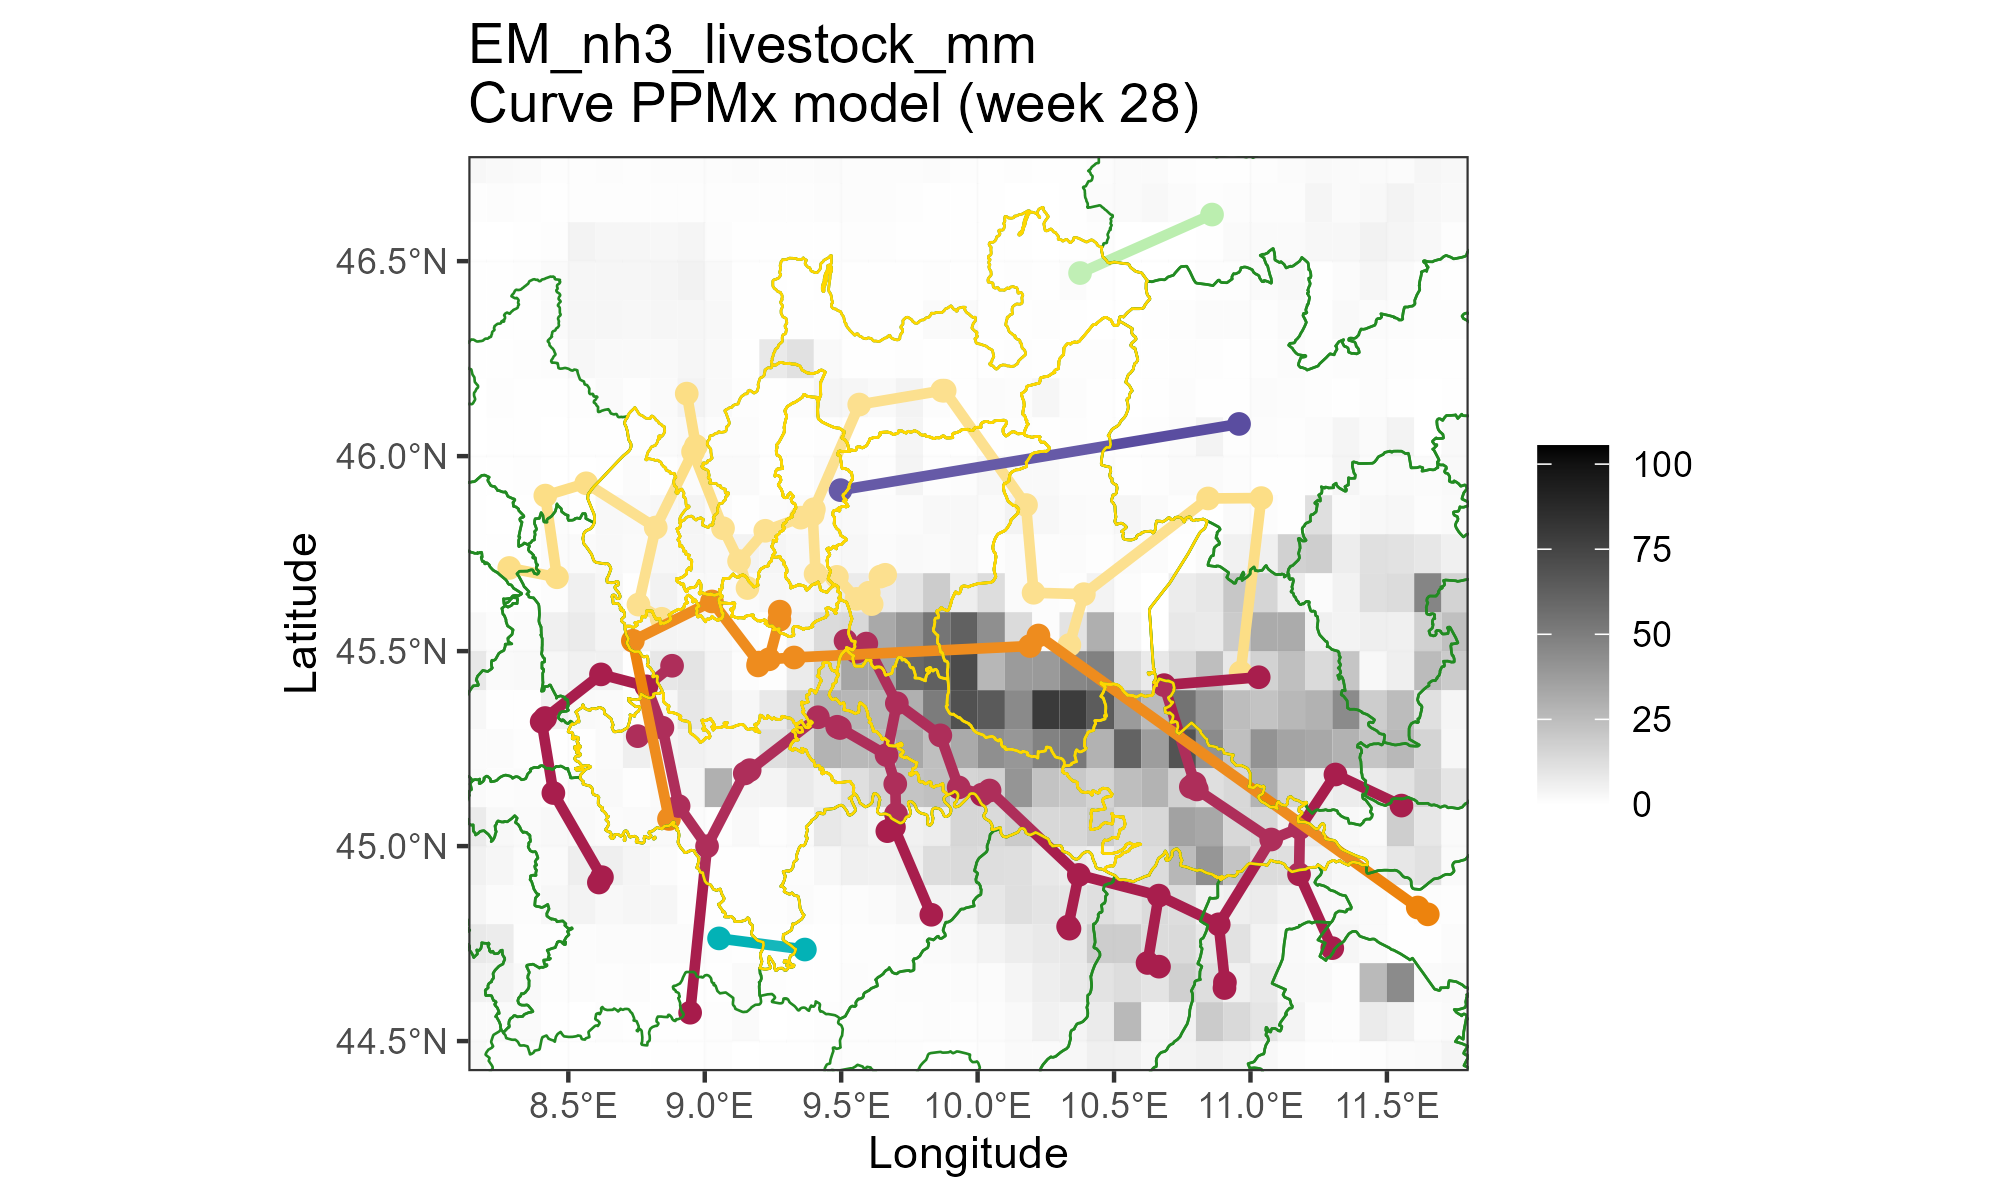 EM_nh3_livestock_mm
Curve PPMx model (week 28)
46.5°N
46.0°N
45.5°N
45.0°N
44.5°N
Latitude
8.5°E 9.0°E 9.5°E 10.0°E 10.5°E 11.0°E 11.5°E
Longitude
100
75
50
25
0